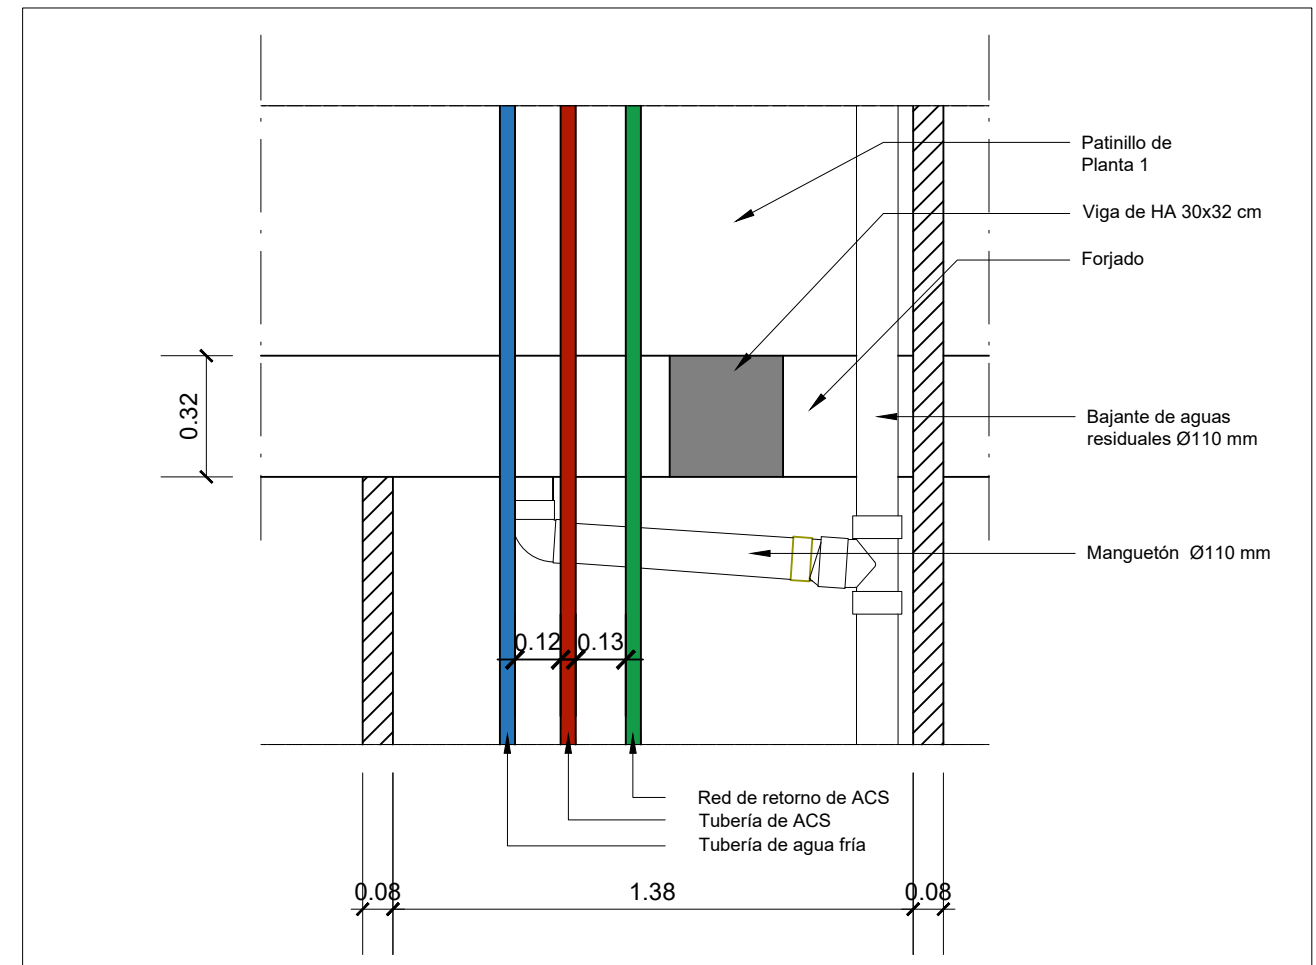 Patinillo de
Planta 1
Viga de HA 30x32 cm
Forjado
0.32
Bajante de aguas
residuales Ø110 mm
Manguetón Ø110 mm
0.12
0.13
Red de retorno de ACS
Tubería de ACS
Tubería de agua fría
0.08
1.38
0.08